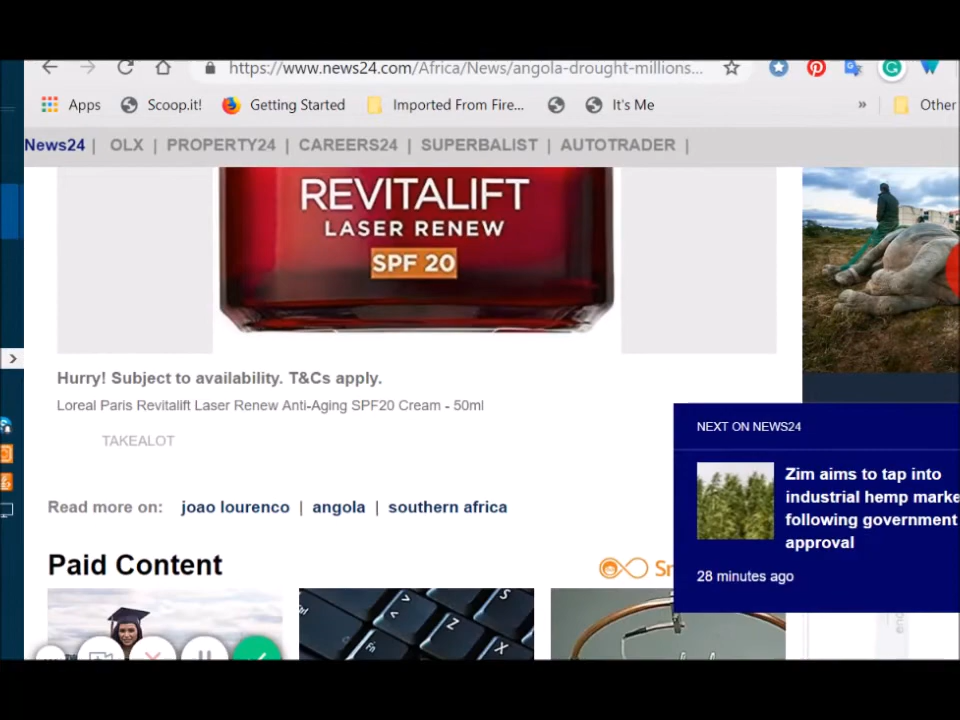 https://www.news24.com/Africa/News/angola-drought-millions...
Apps Scoop.it! Getting Started Imported From Fire... It's Me » Other
News24 | OLX | PROPERTY24 | CAREERS24 | SUPERBALIST | AUTOTRADER |
REVITALIFT
LASER RENEW
SPF 20
Hurry! Subject to availability. T&Cs apply.
Loreal Paris Revitalift Laser Renew Anti-Aging SPF20 Cream - 50ml
TAKEALOT
NEXT ON NEWS24
Zim aims to tap into
industrial hemp marke
following government
approval
28 minutes ago
Read more on: joao lourenco | angola | southern africa
Paid Content
Sm
Ctrl
Fn
< >
Z
S
X